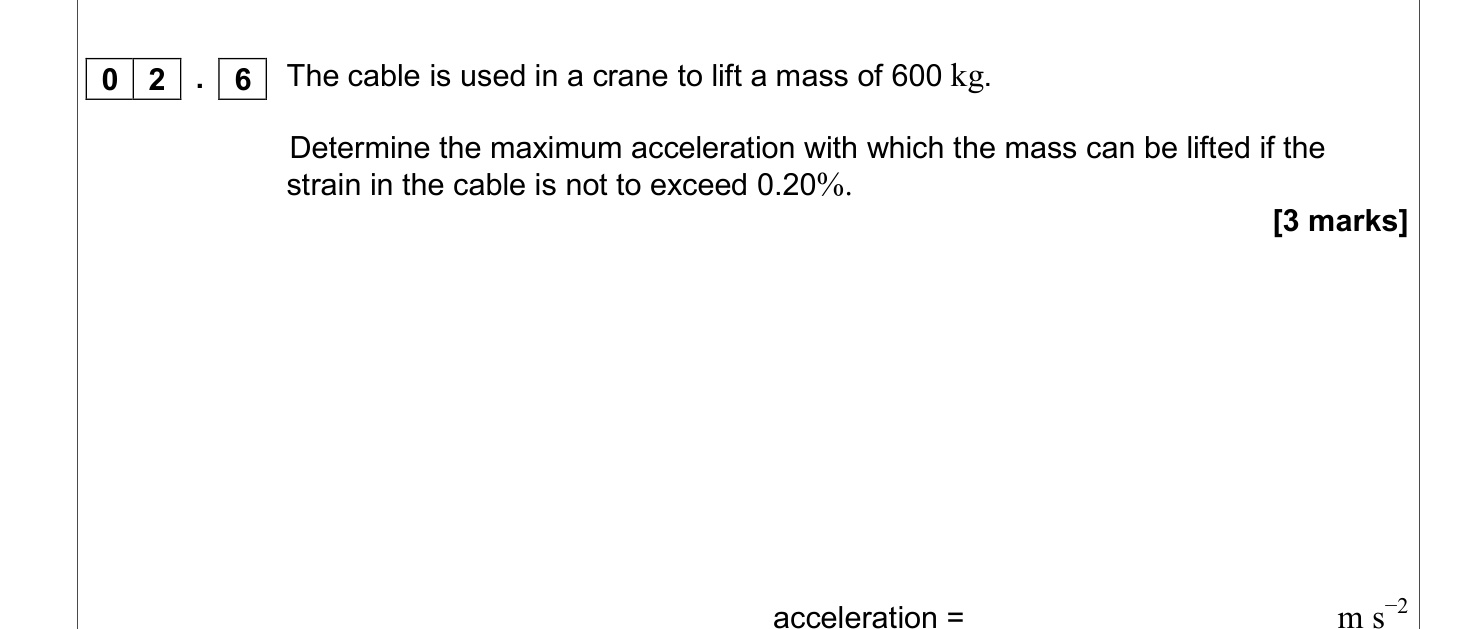 0 2 . 6 The cable is used in a crane to lift a mass of 600 kg.
Determine the maximum acceleration with which the mass can be lifted if the
strain in the cable is not to exceed 0.20%.
[3 marks]
acceleration = m s⁻²